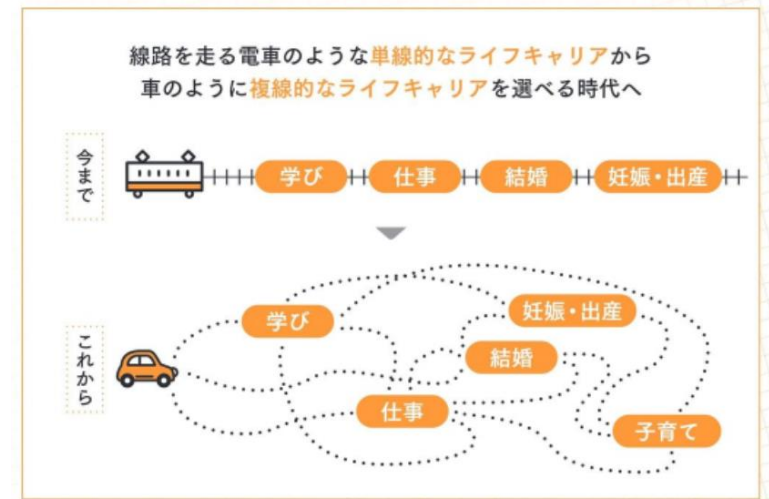 線路を走る電車のような単線的なライフキャリアから
車のように複線的なライフキャリアを選べる時代へ
今まで
学び
仕事
結婚
妊娠・出産
これから
学び
妊娠・出産
結婚
仕事
子育て